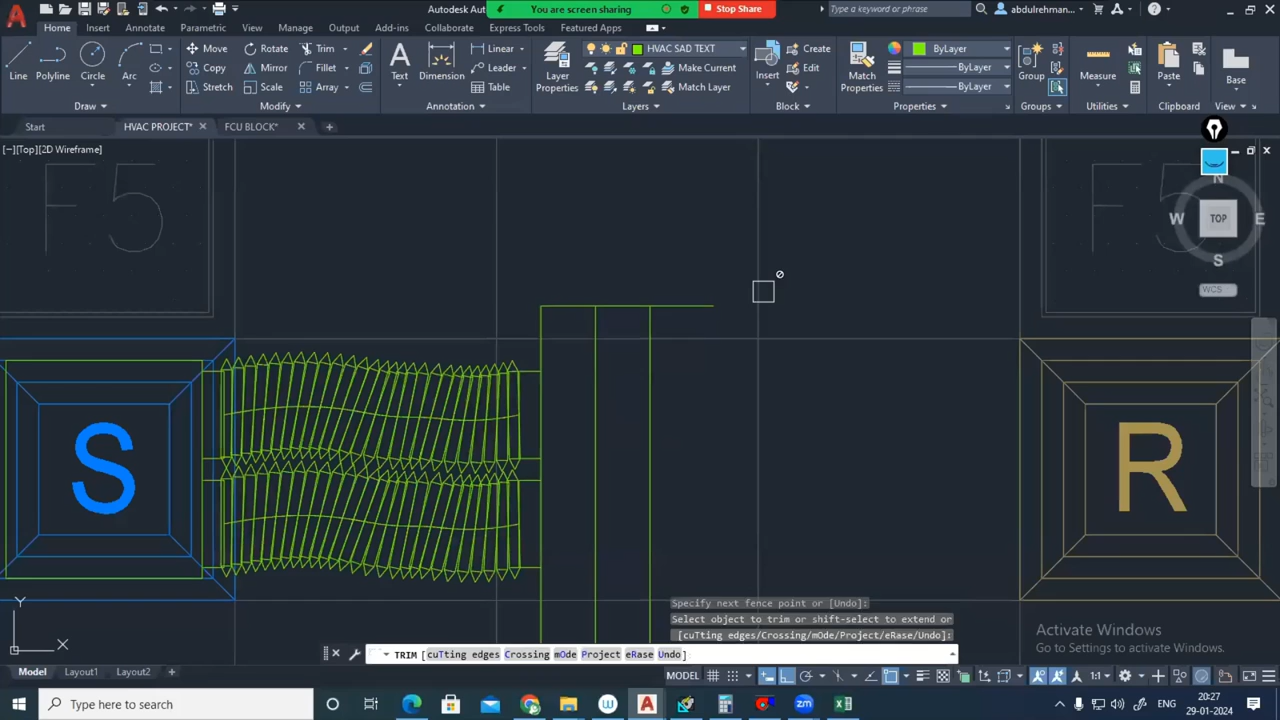 Autodesk
You are screen sharing
Stop Share
Type a keyword or phrase
abdulrehman...
Home Insert Annotate Parametric View Manage Output Add-ins Collaborate Express Tools Featured Apps
Line Polyline Circle Arc
Move Rotate Trim
Copy Mirror Fillet
Stretch Scale Array
Text Dimension
Linear
Leader
Table
Layer Properties
HVAC SAD TEXT
Make Current
Match Layer
Insert
Create
Edit
Match Properties
ByLayer
ByLayer
ByLayer
Group
Measure
Paste
Base
Draw Modify Annotation Layers Block Properties Groups Utilities Clipboard View
Start HVAC PROJECT* FCU BLOCK*
[−][Top][2D Wireframe]
F5
F5
N
W TOP E
S
WCS
S
R
Y
X
Specify next fence point or [Undo]:
Select object to trim or shift-select to extend or
[cuTting edges/Crossing/mOde/Project/eRase/Undo]:
TRIM [cuTting edges Crossing mOde Project eRase Undo]:
Activate Windows
Go to Settings to activate Windows.
Model Layout1 Layout2
MODEL
1:1
Type here to search
ENG
20:27
29-01-2024